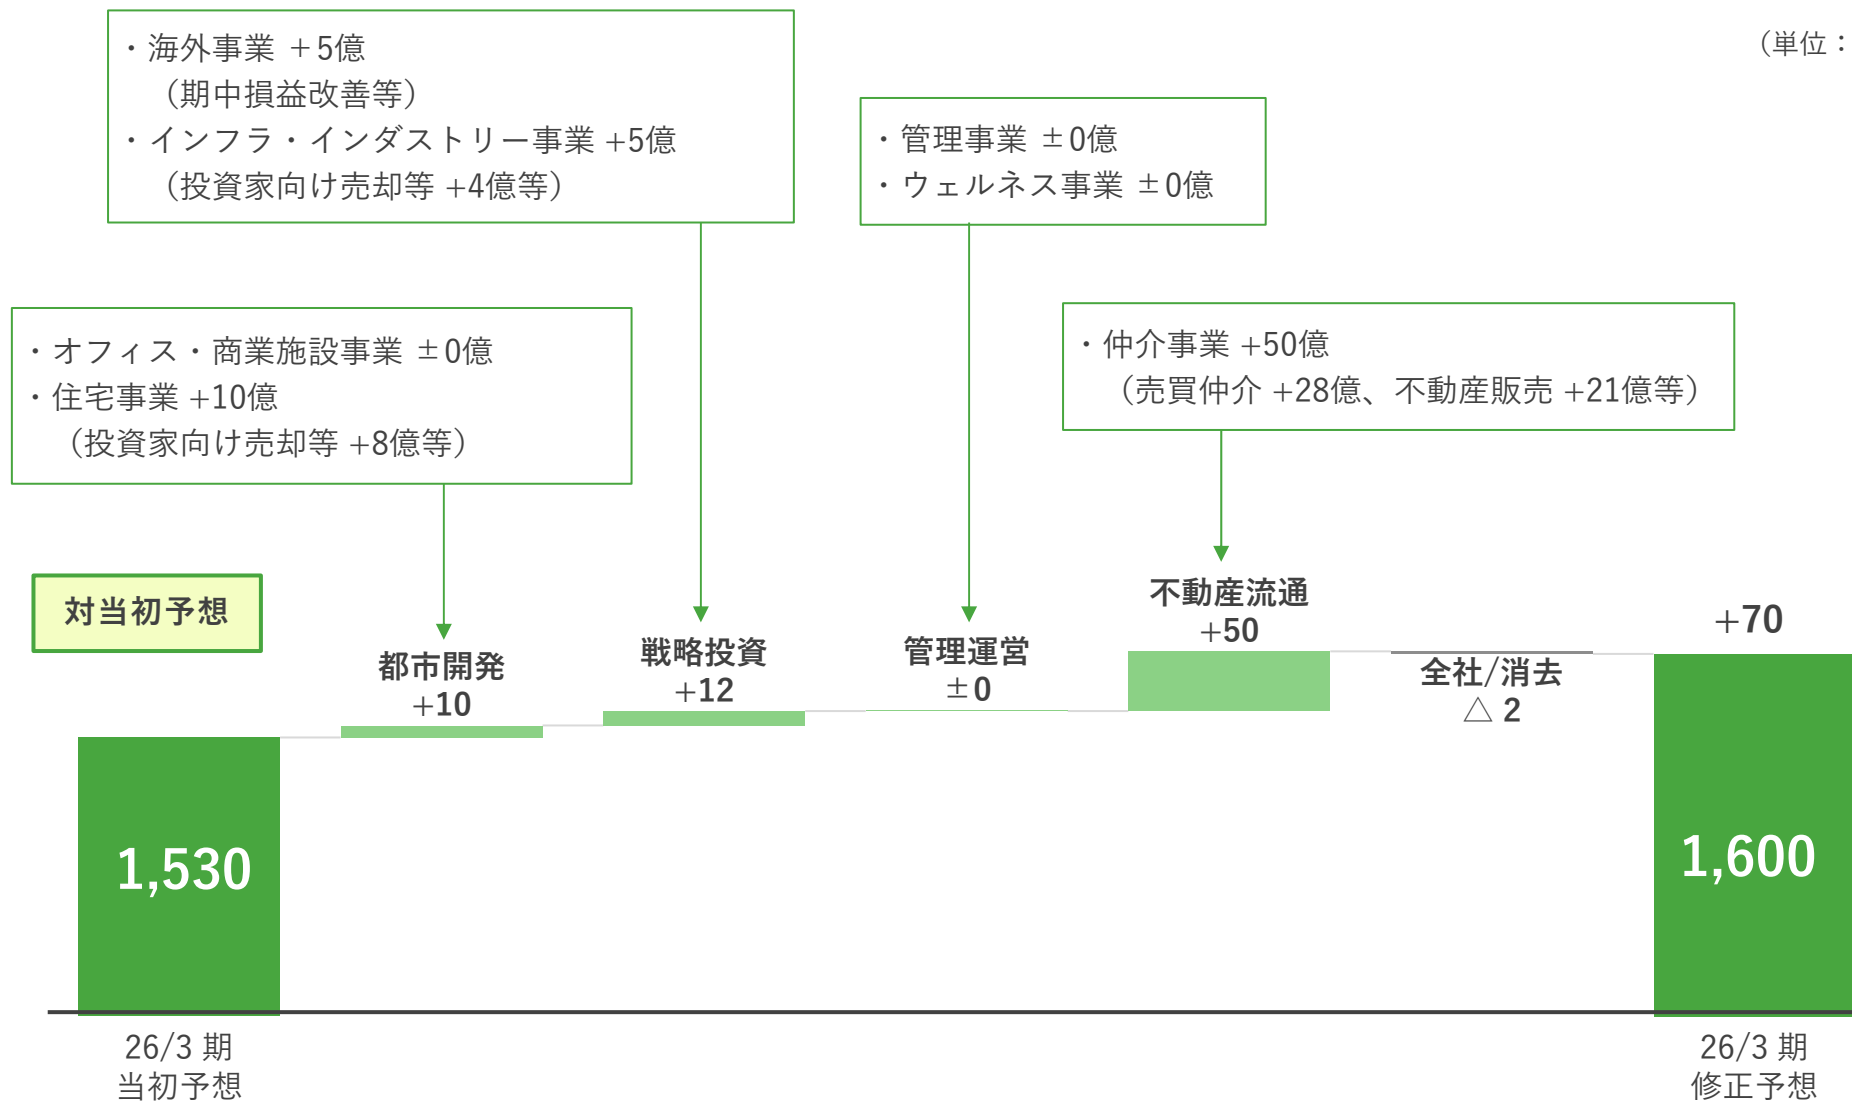 ・海外事業 +5億
（期中損益改善等）
・インフラ・インダストリー事業 +5億
（投資家向け売却等 +4億等）
（単位：
・管理事業 ±0億
・ウェルネス事業 ±0億
・オフィス・商業施設事業 ±0億
・住宅事業 +10億
（投資家向け売却等 +8億等）
・仲介事業 +50億
（売買仲介 +28億、不動産販売 +21億等）
対当初予想
都市開発
+10
戦略投資
+12
管理運営
±0
不動産流通
+50
全社/消去
△ 2
+70
1,530
1,600
26/3 期
当初予想
26/3 期
修正予想